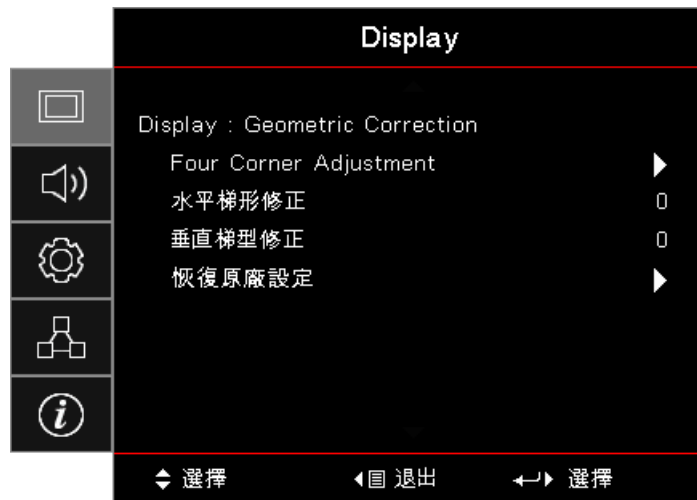 Display
Display : Geometric Correction
Four Corner Adjustment
水平梯形修正 0
垂直梯型修正 0
恢復原廠設定
選擇 退出 選擇